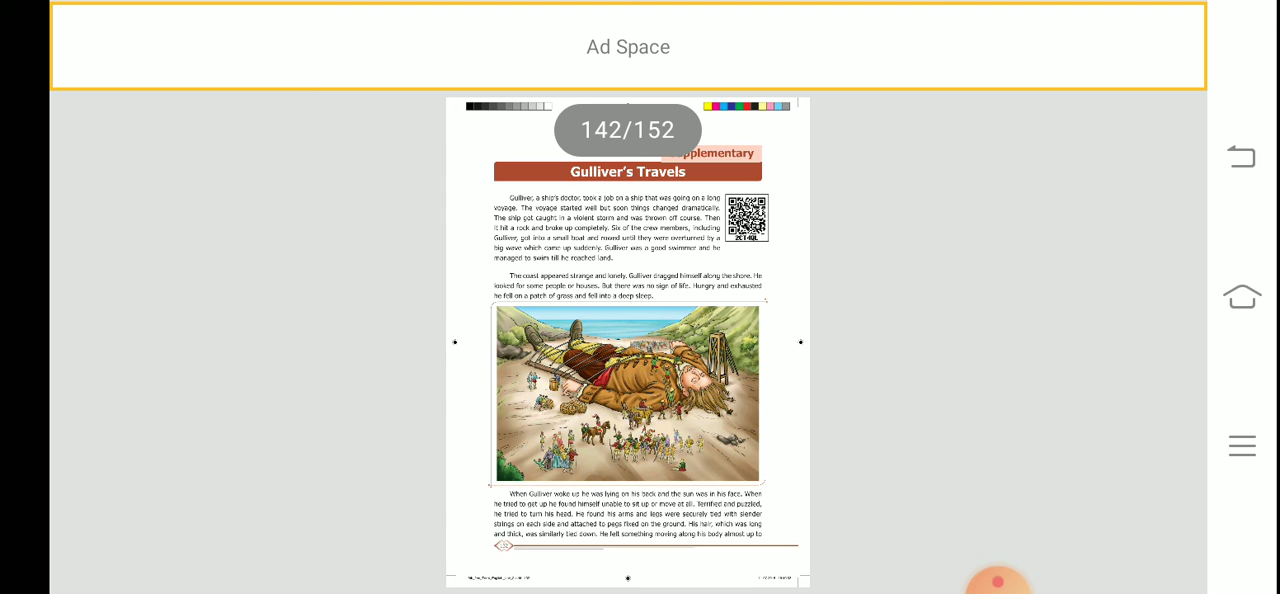 Ad Space
142/152
Supplementary
Gulliver's Travels
Gulliver, a ship's doctor, took a job on a ship that was going on a long
voyage. The voyage started well but soon things changed dramatically.
The ship got caught in a violent storm and was thrown off course. Then
it hit a rock and broke up completely. Six of the crew members, including
Gulliver, got into a small boat and rowed until they were overturned by a
big wave which came up suddenly. Gulliver was a good swimmer and he
managed to swim till he reached land.
2CT4QL
The coast appeared strange and lonely. Gulliver dragged himself along the shore. He
looked for some people or houses. But there was no sign of life. Hungry and exhausted
he fell on a patch of grass and fell into a deep sleep.
When Gulliver woke up he was lying on his back and the sun was in his face. When
he tried to get up he found himself unable to sit up or move at all. Terrified and puzzled,
he tried to turn his head. He found his arms and legs were securely tied with slender
strings on each side and attached to pegs fixed on the ground. His hair, which was long
and thick, was similarly tied down. He felt something moving along his body almost up to